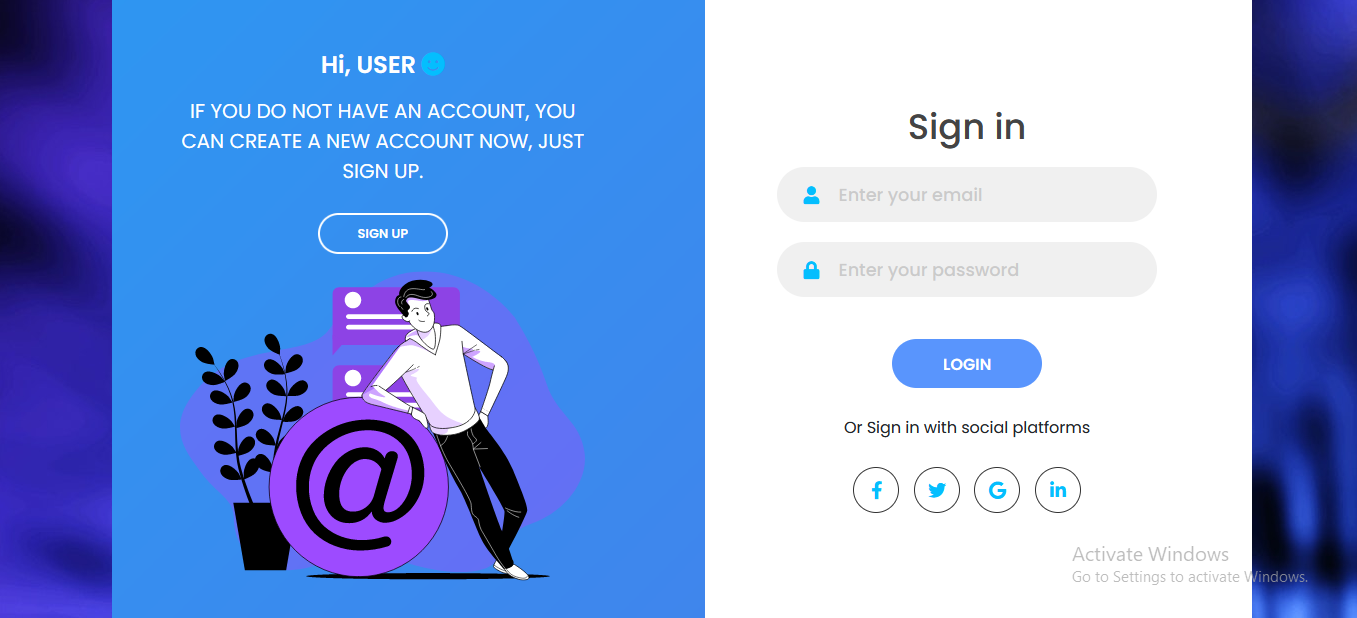 Hi, USER
IF YOU DO NOT HAVE AN ACCOUNT, YOU
CAN CREATE A NEW ACCOUNT NOW, JUST
SIGN UP.
SIGN UP
@
Sign in
Enter your email
Enter your password
LOGIN
Or Sign in with social platforms
f
G
in
Activate Windows
Go to Settings to activate Windows.